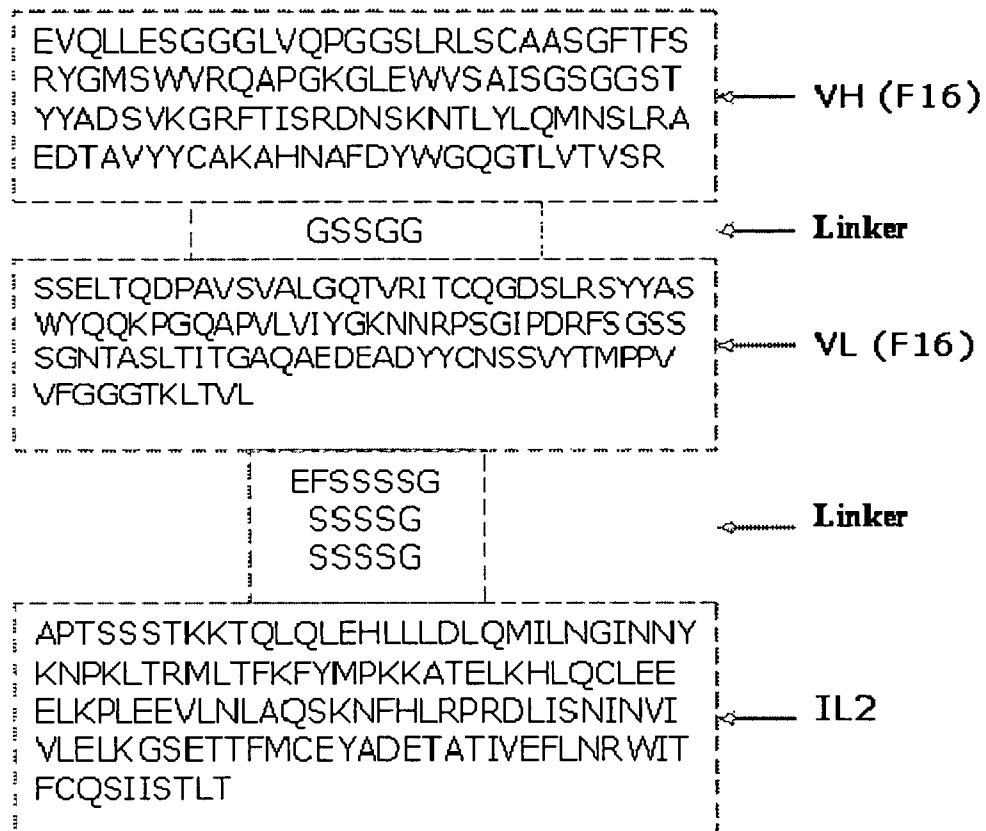 EVQLLESGGGLVQPGGSLRLSCAASGFTFS
RYGMSWVRQAPGKGLEWVSAISGSGGST
YYADSVKGRFTISRDNSKNTLYLQMNSLRA
EDTAVYYCAKAHNAFDYWGQGTLVTVSR
VH (F16)
GSSGG
Linker
SSELTQDPAVSVALGQTVRITCQGDSLRSYYAS
WYQQKPGQAPVLVIYGKNNRPSGIPDRFSGSS
SGNTASLTITGAQAEDEADYYCNSSVYTMPPV
VFGGGTKLTVL
VL (F16)
EFSSSSG
SSSSG
SSSSG
Linker
APTSSSTKKTQLQLEHLLLDLQMILNGINNY
KNPKLTRMLTFKFYMPKKATELKHLQCLEE
ELKPLEEVLNLAQSKNFHLRPRDLISNINVI
VLELKGSETTFMCEYADETATIVEFLNRWIT
FCQSIISTLT
IL2